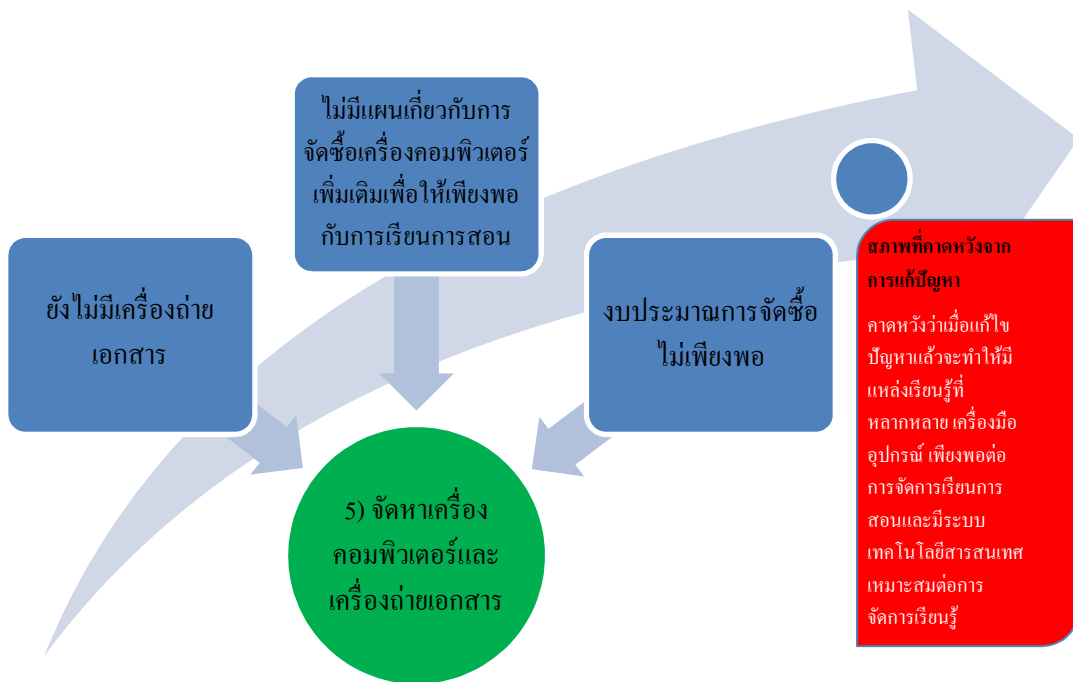 ไม่มีแผนเกี่ยวกับการ
จัดซื้อเครื่องคอมพิวเตอร์
เพิ่มเติมเพื่อให้เพียงพอ
กับการเรียนการสอน
ยังไม่มีเครื่องถ่าย
เอกสาร
งบประมาณการจัดซื้อ
ไม่เพียงพอ
5) จัดหาเครื่อง
คอมพิวเตอร์และ
เครื่องถ่ายเอกสาร
สภาพที่คาดหวังจาก
การแก้ปัญหา
คาดหวังว่าเมื่อแก้ไข
ปัญหาแล้วจะทำให้มี
แหล่งเรียนรู้ที่
หลากหลาย เครื่องมือ
อุปกรณ์ เพียงพอต่อ
การจัดการเรียนการ
สอนและมีระบบ
เทคโนโลยีสารสนเทศ
เหมาะสมต่อการ
จัดการเรียนรู้